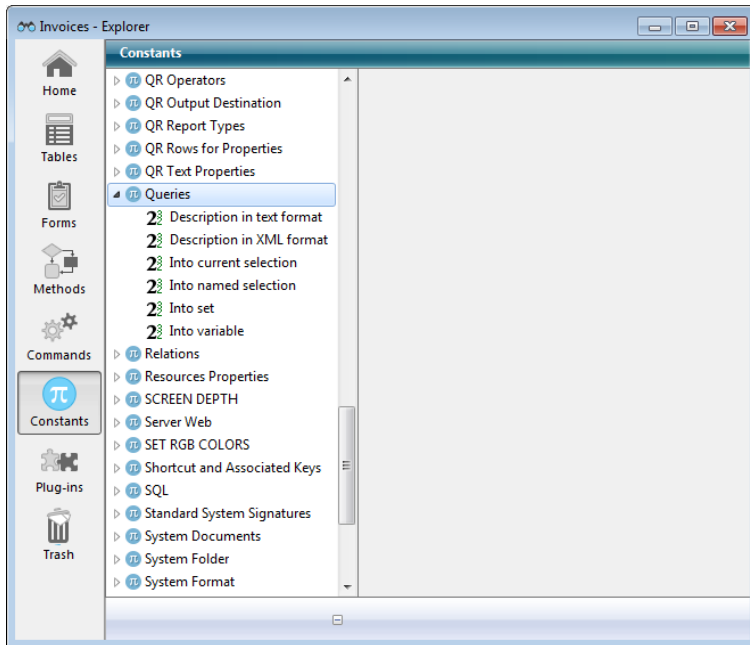 Invoices - Explorer
Home
Tables
Forms
Methods
Commands
Constants
Plug-ins
Trash
Constants
QR Operators
QR Output Destination
QR Report Types
QR Rows for Properties
QR Text Properties
Queries
Description in text format
Description in XML format
Into current selection
Into named selection
Into set
Into variable
Relations
Resources Properties
SCREEN DEPTH
Server Web
SET RGB COLORS
Shortcut and Associated Keys
SQL
Standard System Signatures
System Documents
System Folder
System Format